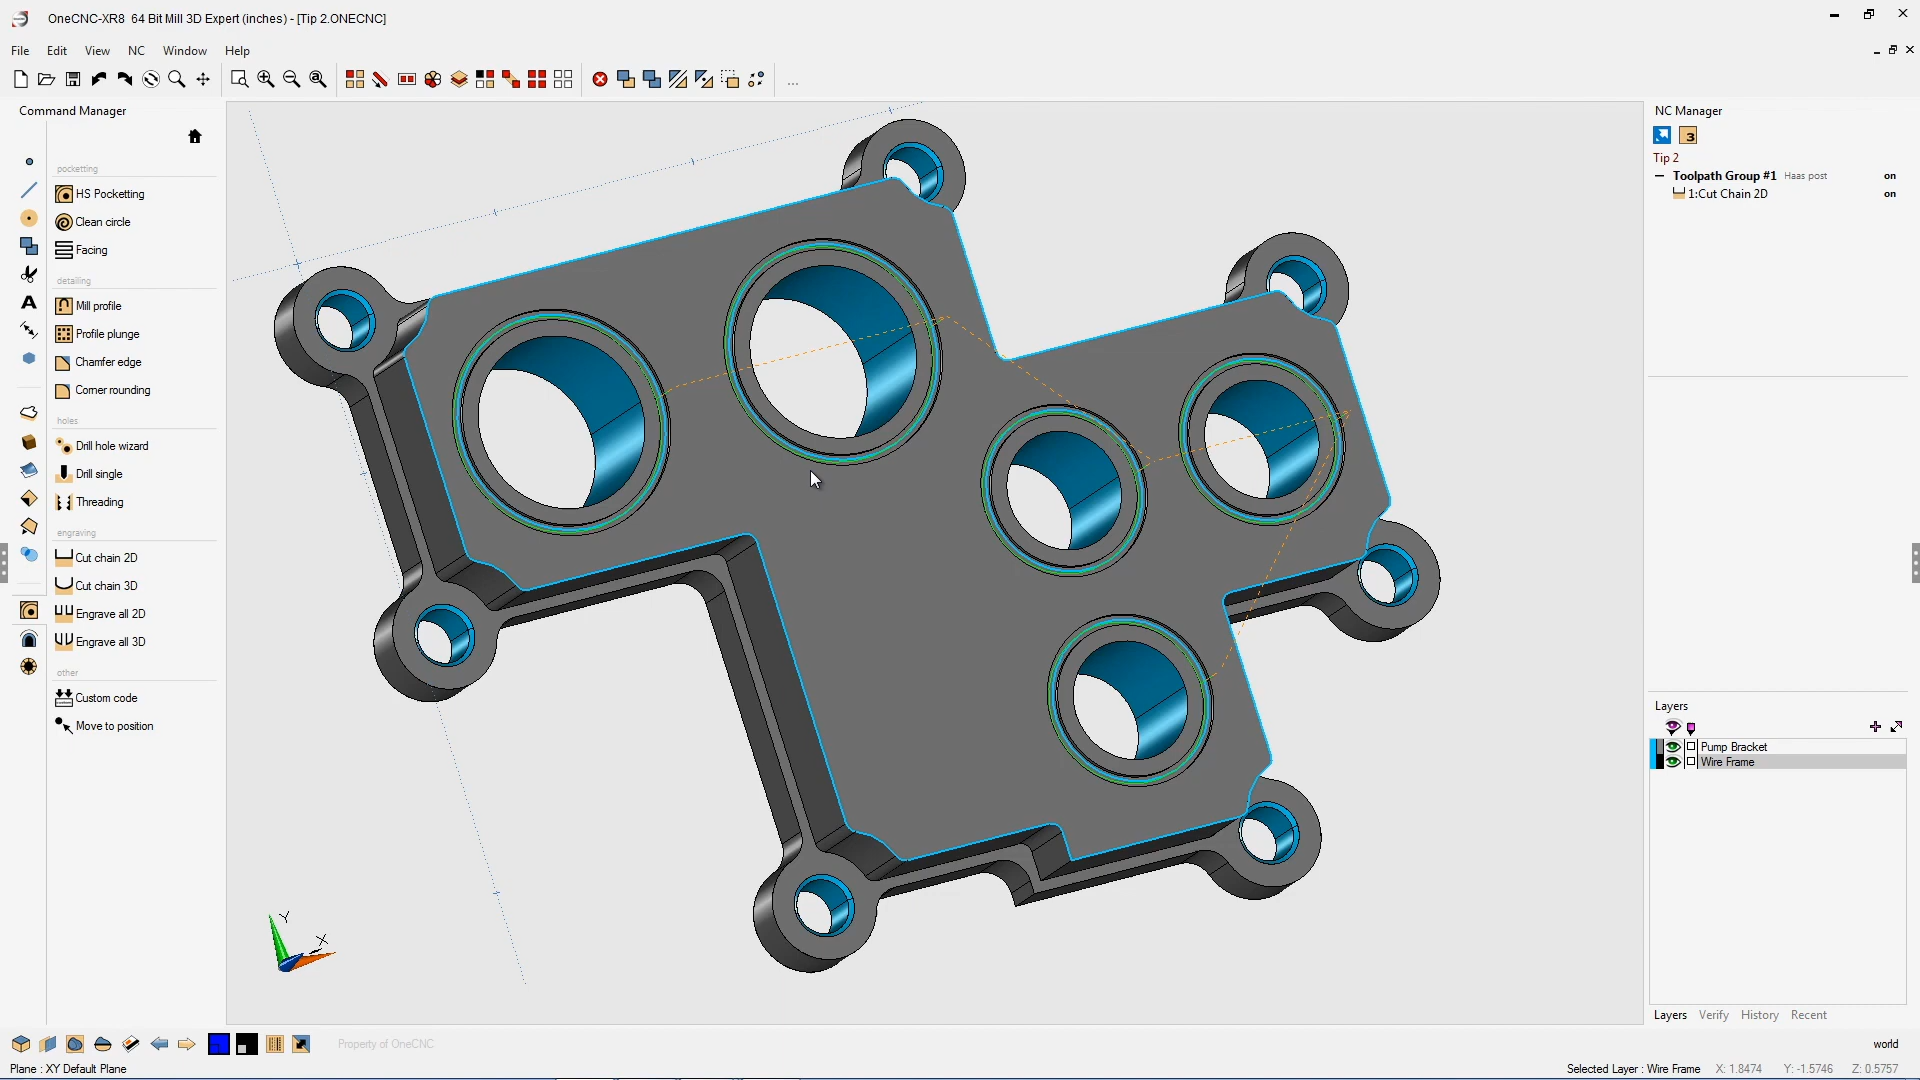 OneCNC-XR8 64 Bit Mill 3D Expert (inches) - [Tip 2.ONECNC]
File Edit View NC Window Help
Command Manager
pocketting
HS Pocketting
Clean circle
Facing
detailing
Mill profile
Profile plunge
Chamfer edge
Corner rounding
holes
Drill hole wizard
Drill single
Threading
engraving
Cut chain 2D
Cut chain 3D
Engrave all 2D
Engrave all 3D
other
Custom code
Move to position
A
Y
X
NC Manager
3
Tip 2
Toolpath Group #1 Haas post on
1:Cut Chain 2D on
Layers
Pump Bracket
Wire Frame
Layers Verify History Recent
Property of OneCNC
world
Plane : XY Default Plane
Selected Layer : Wire Frame X: 1.8474 Y: -1.5746 Z: 0.5757